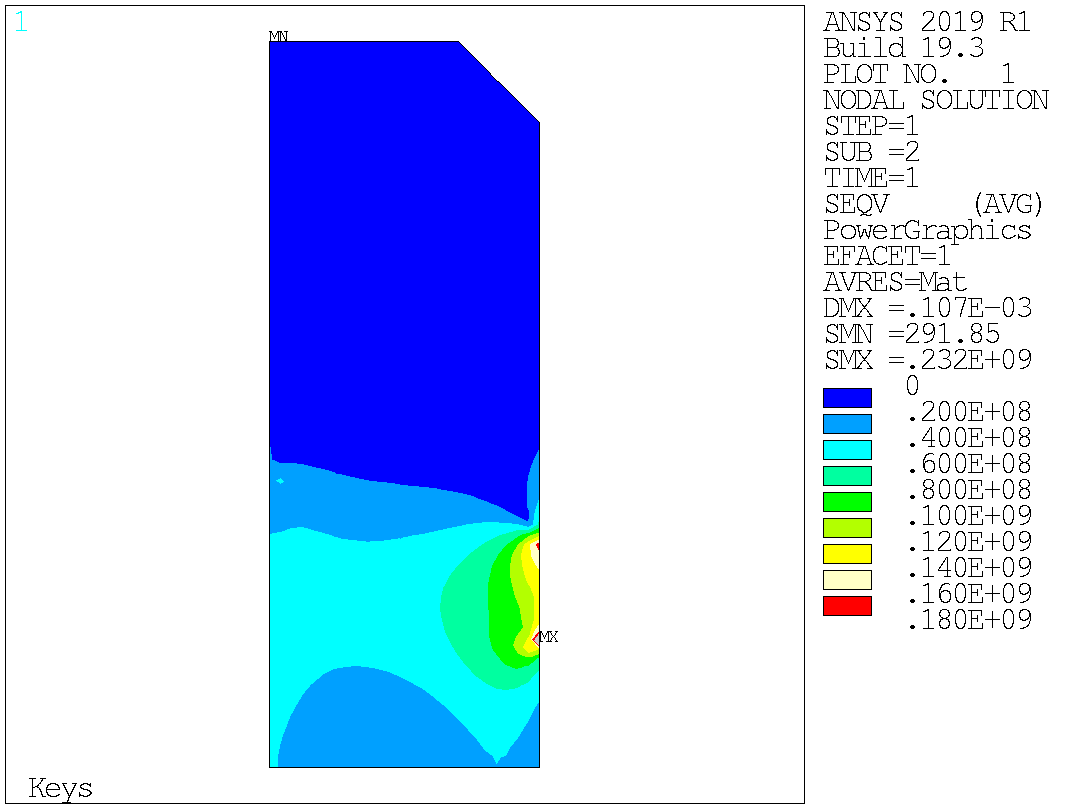 1
MN
ANSYS 2019 R1
Build 19.3
PLOT NO. 1
NODAL SOLUTION
STEP=1
SUB =2
TIME=1
SEQV (AVG)
PowerGraphics
EFACET=1
AVRES=Mat
DMX =.107E-03
SMN =291.85
SMX =.232E+09
0
.200E+08
.400E+08
.600E+08
.800E+08
.100E+09
.120E+09
.140E+09
.160E+09
.180E+09
MX
Keys